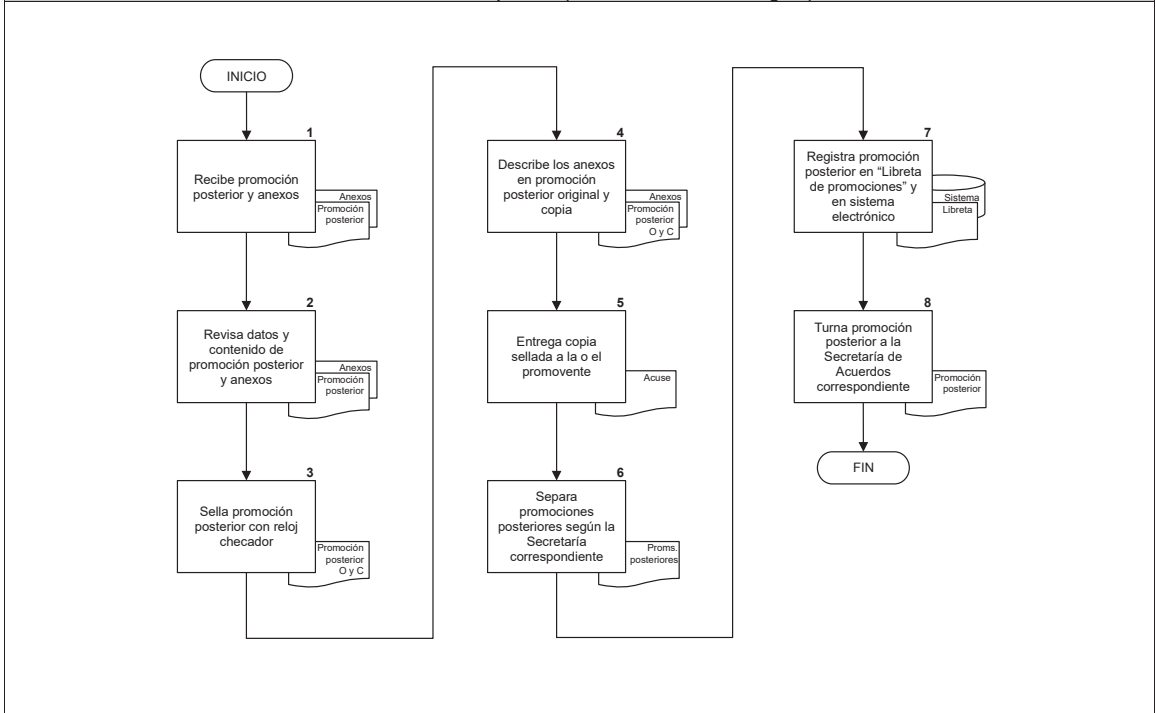 INICIO
1
Recibe promoción
posterior y anexos
Anexos
Promoción
posterior
2
Revisa datos y
contenido de
promoción posterior
y anexos
Anexos
Promoción
posterior
3
Sella promoción
posterior con reloj
checador
Promoción
posterior
O y C
4
Describe los anexos
en promoción
posterior original y
copia
Anexos
Promoción
posterior
O y C
5
Entrega copia
sellada a la o el
promovente
Acuse
6
Separa
promociones
posteriores según la
Secretaría
correspondiente
Proms.
posteriores
7
Registra promoción
posterior en “Libreta
de promociones” y
en sistema
electrónico
Sistema
Libreta
8
Turna promoción
posterior a la
Secretaría de
Acuerdos
correspondiente
Promoción
posterior
FIN